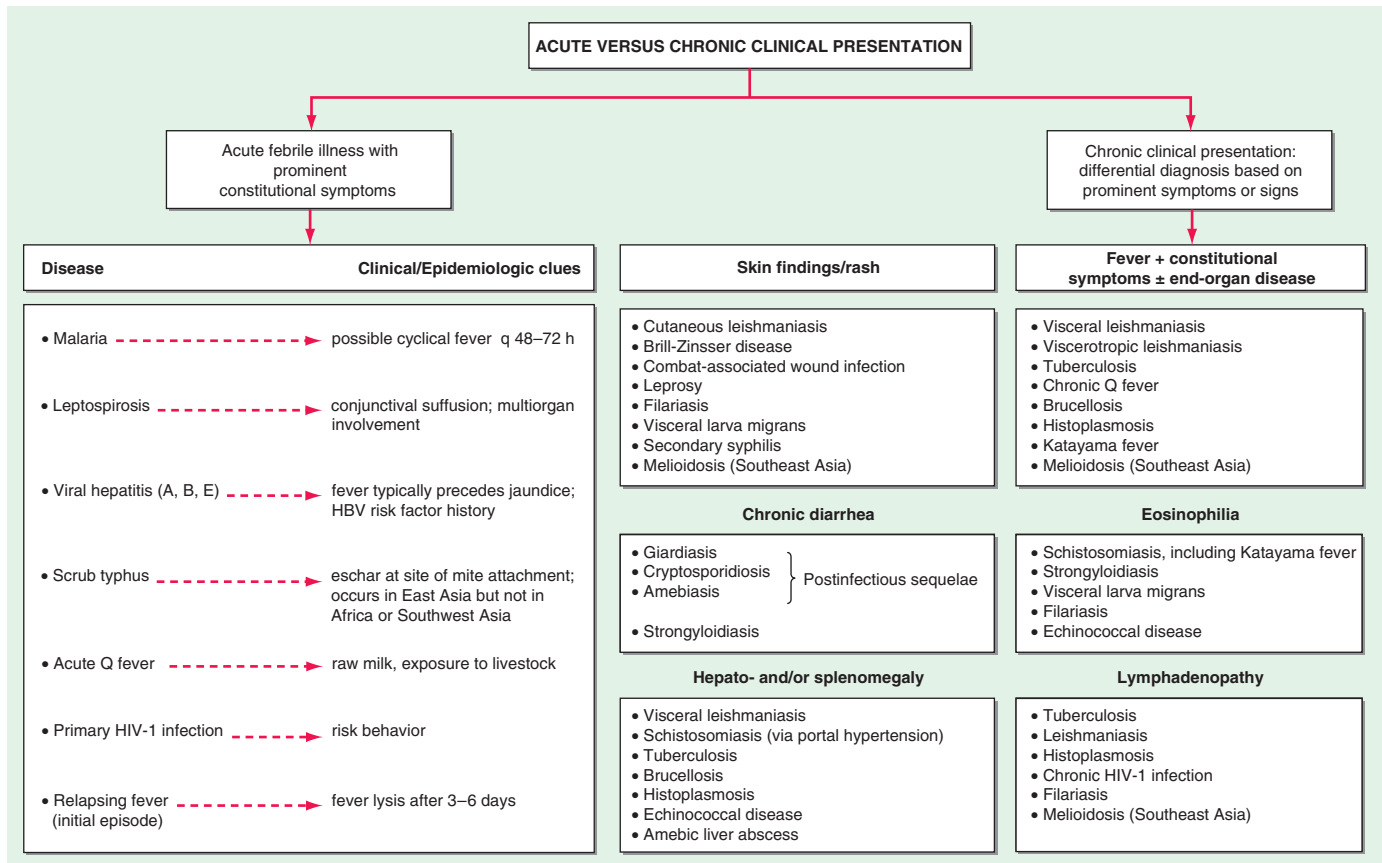 ACUTE VERSUS CHRONIC CLINICAL PRESENTATION
Acute febrile illness with
prominent
constitutional symptoms
Chronic clinical presentation:
differential diagnosis based on
prominent symptoms or signs
Disease Clinical/Epidemiologic clues
• Malaria possible cyclical fever q 48–72 h
• Leptospirosis conjunctival suffusion; multiorgan
involvement
• Viral hepatitis (A, B, E) fever typically precedes jaundice;
HBV risk factor history
• Scrub typhus eschar at site of mite attachment;
occurs in East Asia but not in
Africa or Southwest Asia
• Acute Q fever raw milk, exposure to livestock
• Primary HIV-1 infection risk behavior
• Relapsing fever fever lysis after 3–6 days
(initial episode)
Skin findings/rash
• Cutaneous leishmaniasis
• Brill-Zinsser disease
• Combat-associated wound infection
• Leprosy
• Filariasis
• Visceral larva migrans
• Secondary syphilis
• Melioidosis (Southeast Asia)
Chronic diarrhea
• Giardiasis
• Cryptosporidiosis
• Amebiasis
Postinfectious sequelae
• Strongyloidiasis
Hepato- and/or splenomegaly
• Visceral leishmaniasis
• Schistosomiasis (via portal hypertension)
• Tuberculosis
• Brucellosis
• Histoplasmosis
• Echinococcal disease
• Amebic liver abscess
Fever + constitutional
symptoms ± end-organ disease
• Visceral leishmaniasis
• Viscerotropic leishmaniasis
• Tuberculosis
• Chronic Q fever
• Brucellosis
• Histoplasmosis
• Katayama fever
• Melioidosis (Southeast Asia)
Eosinophilia
• Schistosomiasis, including Katayama fever
• Strongyloidiasis
• Visceral larva migrans
• Filariasis
• Echinococcal disease
Lymphadenopathy
• Tuberculosis
• Leishmaniasis
• Histoplasmosis
• Chronic HIV-1 infection
• Filariasis
• Melioidosis (Southeast Asia)